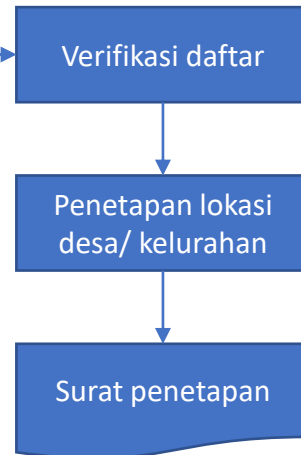 Verifikasi daftar
Penetapan lokasi
desa/ kelurahan
Surat penetapan